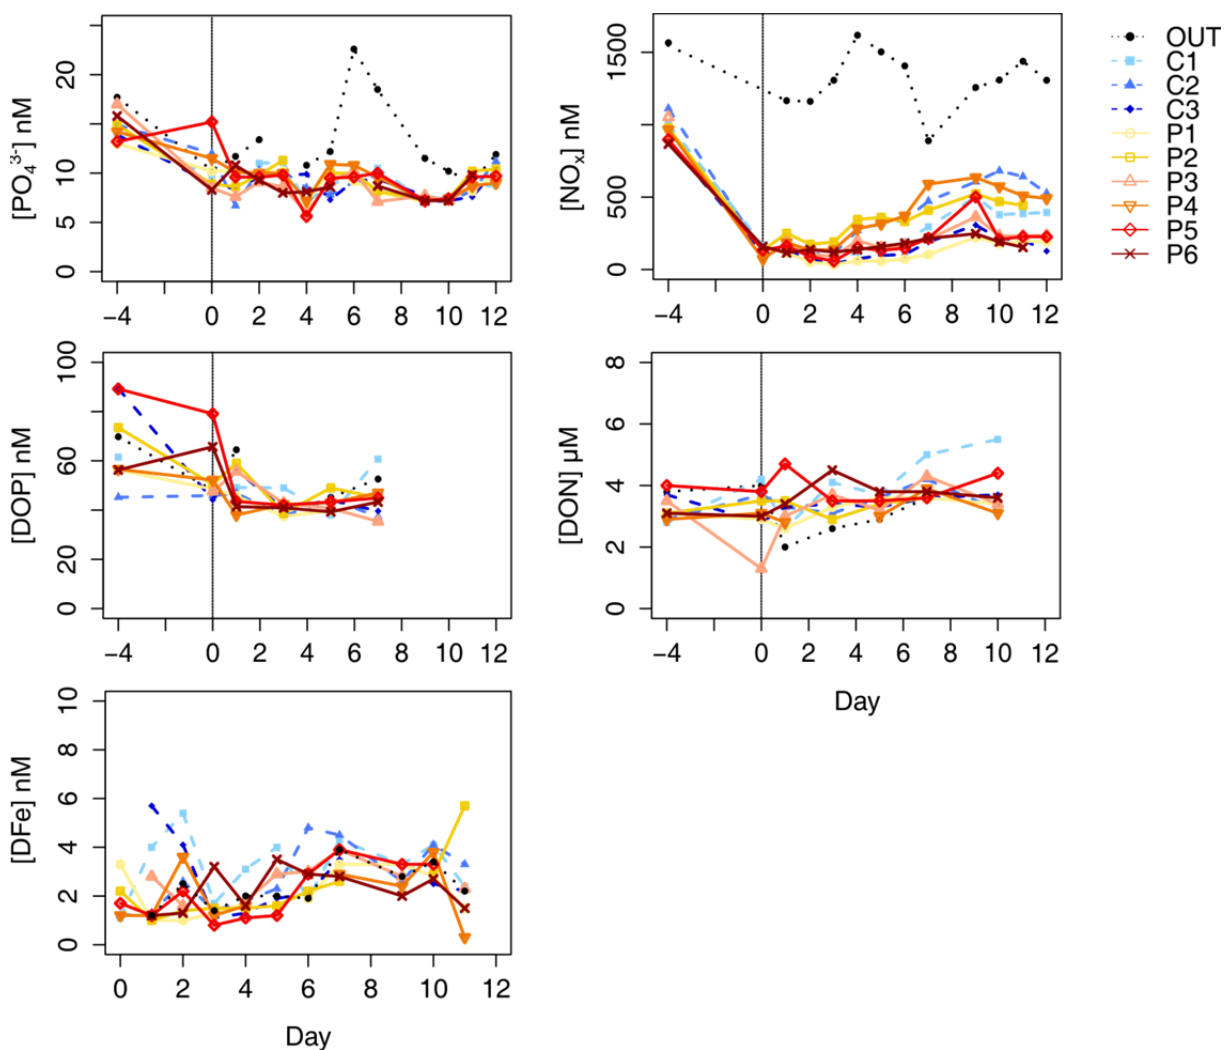 [PO₄³⁻] nM
20
10
5
0
−4 0 2 4 6 8 10 12
[NOₓ] nM
1500
500
0
−4 0 2 4 6 8 10 12
OUT
C1
C2
C3
P1
P2
P3
P4
P5
P6
[DOP] nM
100
60
20
0
−4 0 2 4 6 8 10 12
[DON] µM
8
6
4
2
0
−4 0 2 4 6 8 10 12
Day
[DFe] nM
10
8
6
4
2
0
0 2 4 6 8 10 12
Day